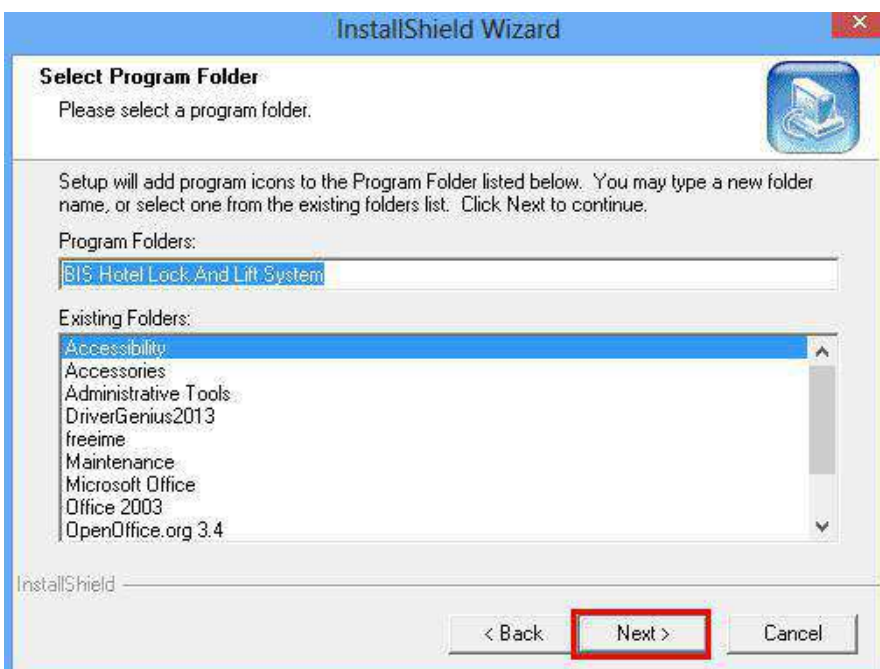 InstallShield Wizard
Select Program Folder
Please select a program folder.
Setup will add program icons to the Program Folder listed below. You may type a new folder
name, or select one from the existing folders list. Click Next to continue.
Program Folders:
BIS Hotel Lock And Lift System
Existing Folders:
Accessibility
Accessories
Administrative Tools
DriverGenius2013
freeime
Maintenance
Microsoft Office
Office 2003
OpenOffice.org 3.4
InstallShield
< Back Next > Cancel